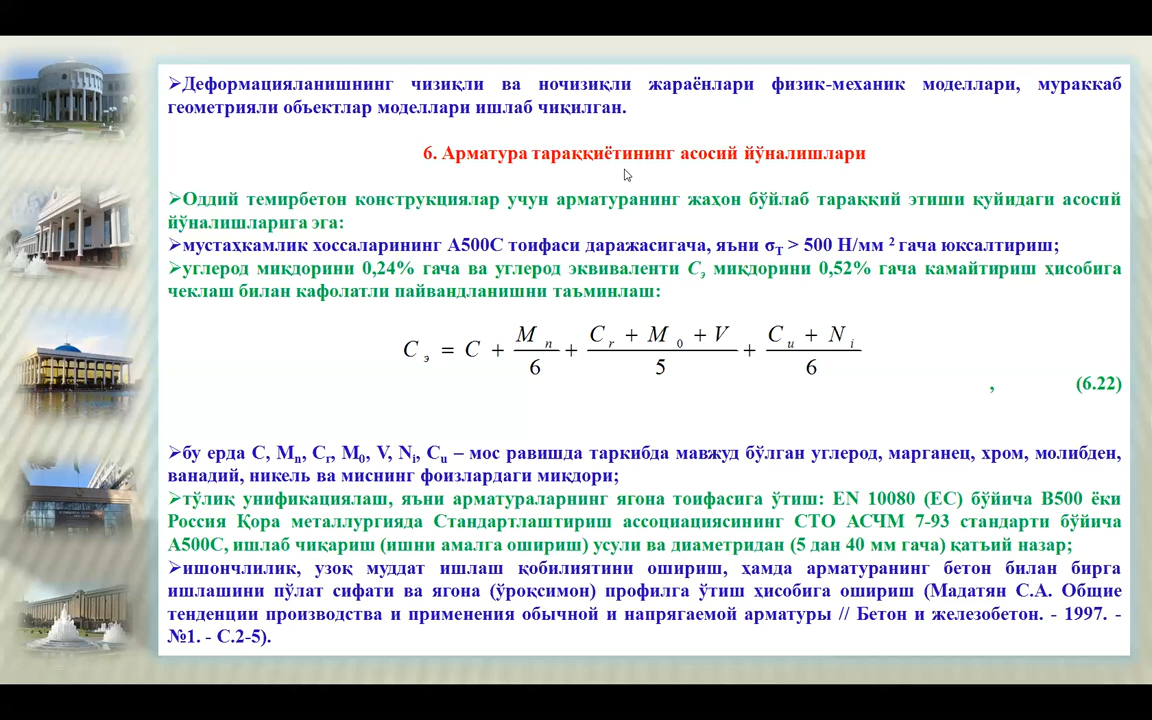 ➢Деформацияланишнинг чизиқли ва ночизиқли жараёнлари физик-механик моделлари, мураккаб
геометрияли объектлар моделлари ишлаб чиқилган.
6. Арматура тараққиётининг асосий йўналишлари
➢Оддий темирбетон конструкциялар учун арматуранинг жаҳон бўйлаб тараққий этиши қуйидаги асосий
йўналишларига эга:
➢мустаҳкамлик хоссаларининг А500С тоифаси даражасигача, яъни σТ > 500 Н/мм 2 гача юксалтириш;
➢углерод миқдорини 0,24% гача ва углерод эквиваленти Сэ миқдорини 0,52% гача камайтириш ҳисобига
чеклаш билан кафолатли пайвандланишни таъминлаш:
C э = C + M n / 6 + (C r + M 0 + V) / 5 + (C u + N i) / 6
, (6.22)
➢бу ерда C, Mn, Cr, M0, V, Ni, Cu – мос равишда таркибда мавжуд бўлган углерод, марганец, хром, молибден,
ванадий, никель ва миснинг фоизлардаги миқдори;
➢тўлиқ унификациялаш, яъни арматураларнинг ягона тоифасига ўтиш: EN 10080 (ЕС) бўйича В500 ёки
Россия Қора металлургияда Стандартлаштириш ассоциациясининг СТО АСЧМ 7-93 стандарти бўйича
А500С, ишлаб чиқариш (ишни амалга ошириш) усули ва диаметридан (5 дан 40 мм гача) қатъий назар;
➢ишончлилик, узоқ муддат ишлаш қобилиятини ошириш, ҳамда арматуранинг бетон билан бирга
ишлашини пўлат сифати ва ягона (ўроқсимон) профилга ўтиш ҳисобига ошириш (Мадатян С.А. Общие
тенденции производства и применения обычной и напрягаемой арматуры // Бетон и железобетон. - 1997. -
№1. - С.2-5).